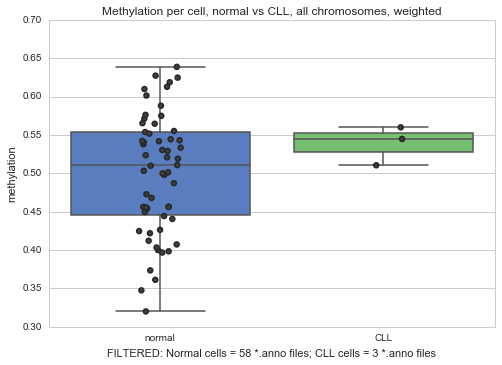 Methylation per cell, normal vs CLL, all chromosomes, weighted
0.70
0.65
0.60
0.55
0.50
0.45
0.40
0.35
0.30
methylation
normal
CLL
FILTERED: Normal cells = 58 *.anno files; CLL cells = 3 *.anno files